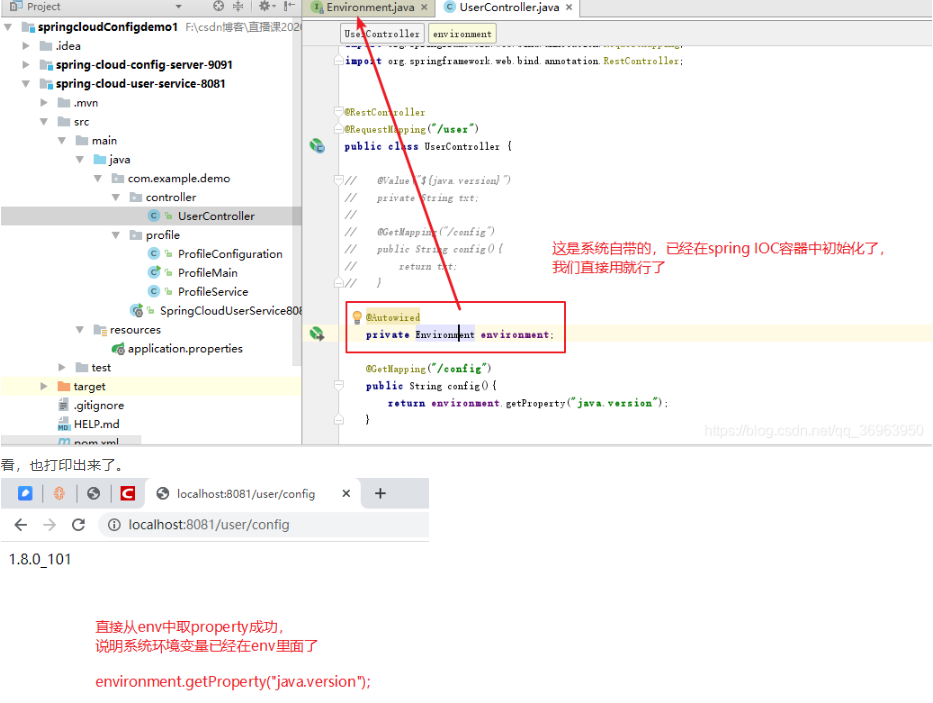 Project
Environment.java
UserController.java
springcloudConfigdemo1 F:\csdn博客\直播课202
.idea
spring-cloud-config-server-9091
spring-cloud-user-service-8081
.mvn
src
main
java
com.example.demo
controller
UserController
profile
ProfileConfiguration
ProfileMain
ProfileService
SpringCloudUserService808
resources
application.properties
test
target
.gitignore
HELP.md
pom.xml
UserController
environment
import org.springframework.web.bind.annotation.RequestMapping;
import org.springframework.web.bind.annotation.RestController;
@RestController
@RequestMapping("/user")
public class UserController {
// @Value("${java.version}")
// private String txt;
//
// @GetMapping("/config")
// public String config(){
// return txt;
// }
这是系统自带的，已经在spring IOC容器中初始化了，
我们直接用就行了
@Autowired
private Environment environment;
@GetMapping("/config")
public String config(){
return environment.getProperty("java.version");
}
https://blog.csdn.net/qq_36963950
看，也打印出来了。
localhost:8081/user/config
localhost:8081/user/config
1.8.0_101
直接从env中取property成功，
说明系统环境变量已经在env里面了
environment.getProperty("java.version");